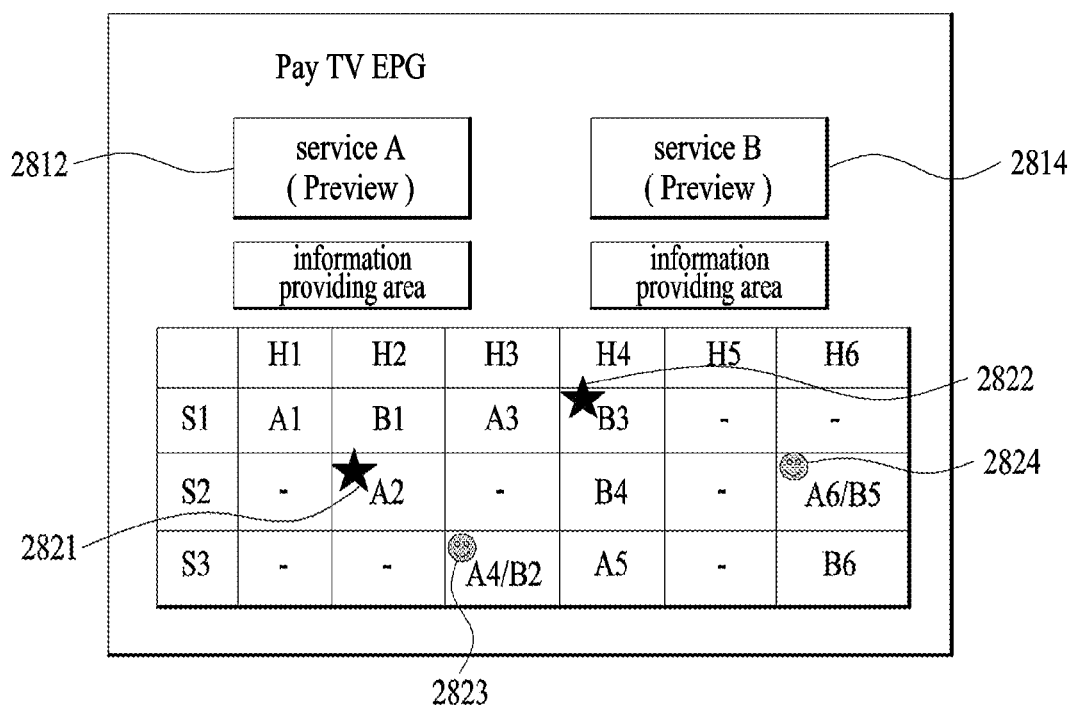 Pay TV EPG
service A
( Preview )
service B
( Preview )
2812
2814
information
providing area
information
providing area
H1 H2 H3 H4 H5 H6
2822
S1 A1 B1 A3 B3 - -
2824
S2 - A2 - B4 - A6/B5
2821
S3 - - A4/B2 A5 - B6
2823